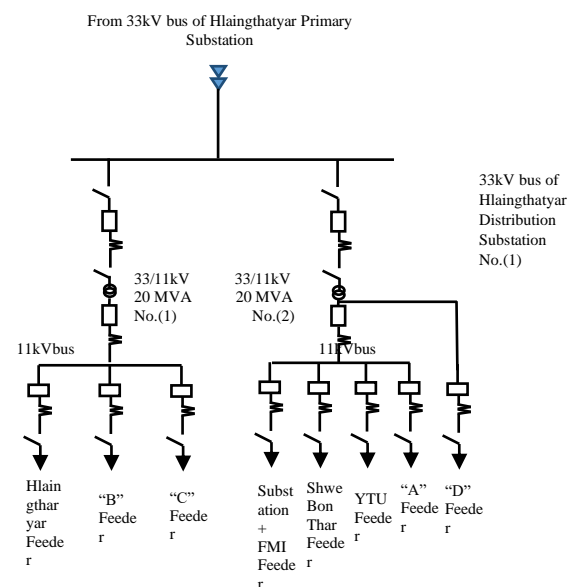 From 33kV bus of Hlaingthatyar Primary
Substation
33kV bus of
Hlaingthatyar
Distribution
Substation
No.(1)
33/11kV
20 MVA
No.(1)
33/11kV
20 MVA
No.(2)
11kVbus
11kVbus
Hlain
gthar
yar
Feede
r
"B"
Feede
r
"C"
Feede
r
Subst
ation
+
FMI
Feede
r
Shwe
Bon
Thar
Feede
r
YTU
Feede
r
"A"
Feede
r
"D"
Feede
r